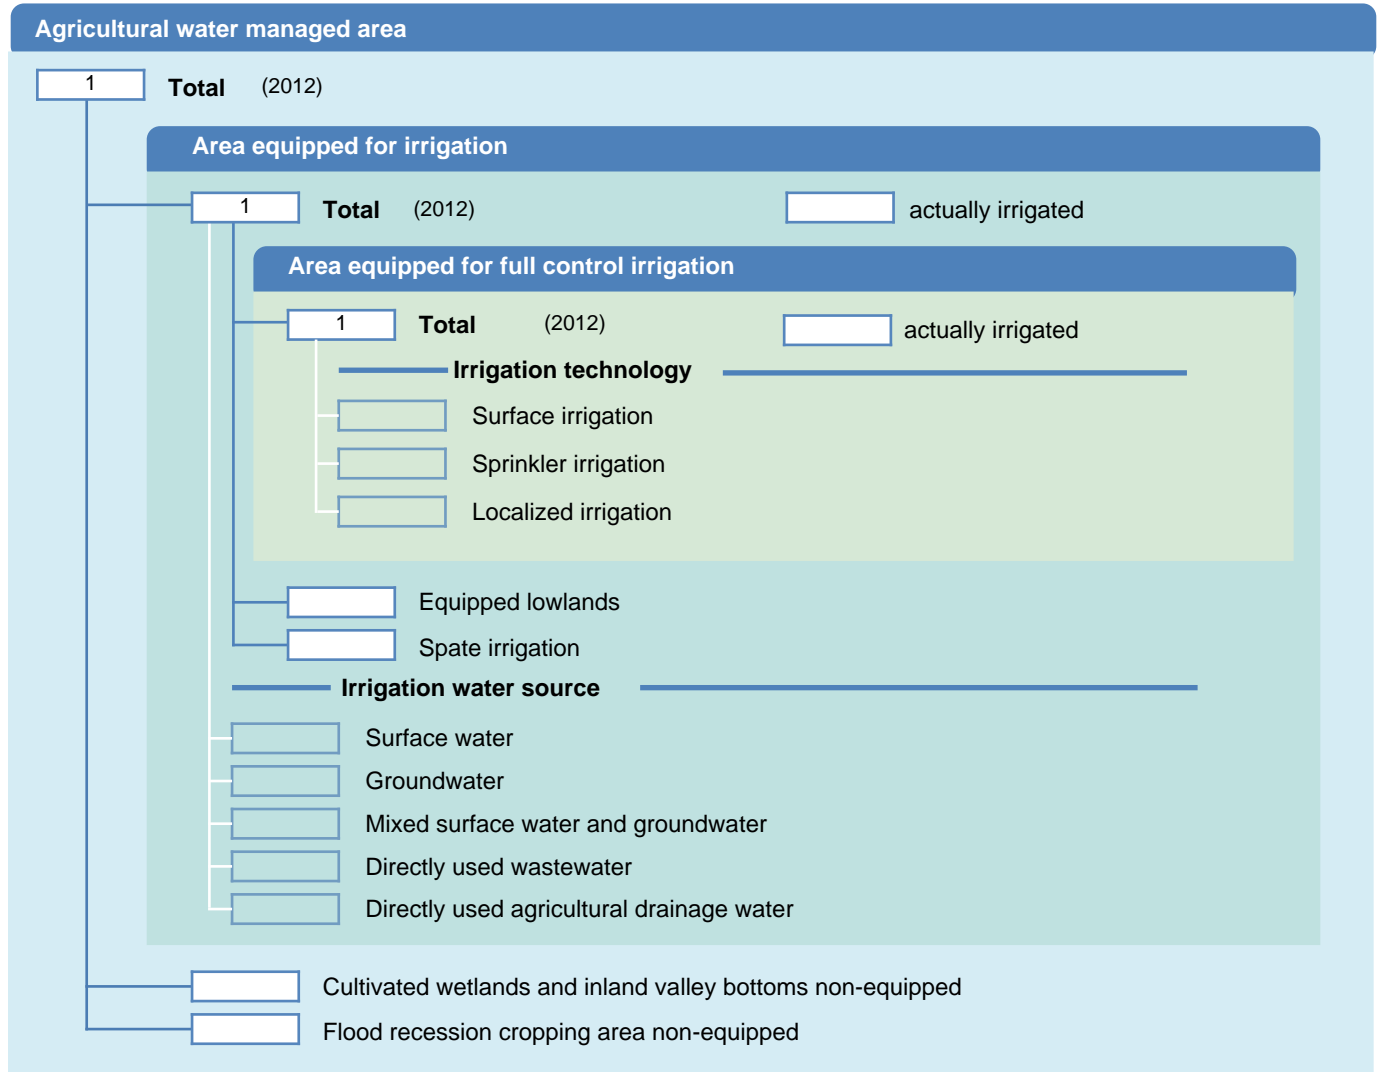 Agricultural water managed area
1 Total (2012)
Area equipped for irrigation
1 Total (2012) actually irrigated
Area equipped for full control irrigation
1 Total (2012) actually irrigated
Irrigation technology
Surface irrigation
Sprinkler irrigation
Localized irrigation
Equipped lowlands
Spate irrigation
Irrigation water source
Surface water
Groundwater
Mixed surface water and groundwater
Directly used wastewater
Directly used agricultural drainage water
Cultivated wetlands and inland valley bottoms non-equipped
Flood recession cropping area non-equipped